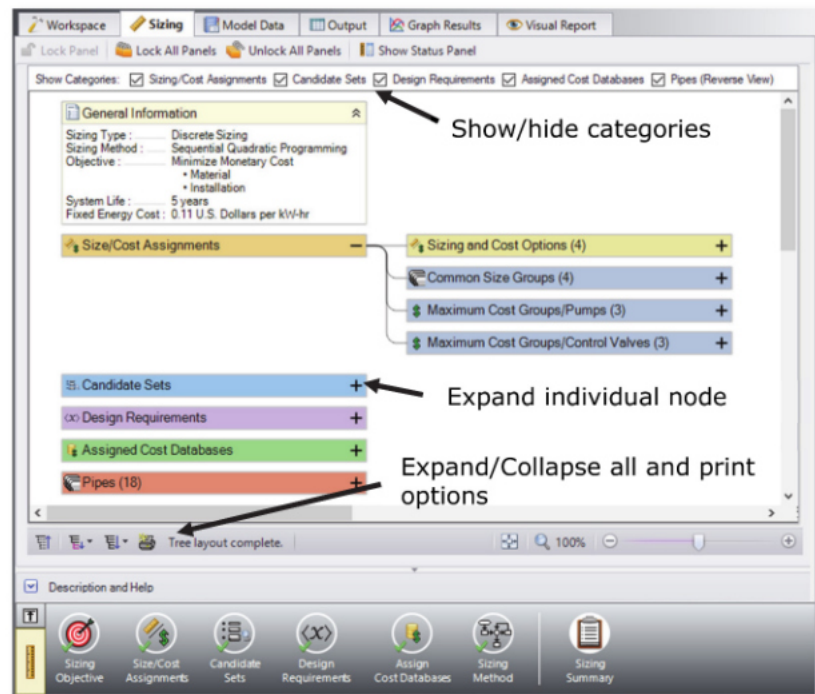 Workspace Sizing Model Data Output Graph Results Visual Report
Lock Panel Lock All Panels Unlock All Panels Show Status Panel
Show Categories: Sizing/Cost Assignments Candidate Sets Design Requirements Assigned Cost Databases Pipes (Reverse View)
General Information
Sizing Type : Discrete Sizing
Sizing Method : Sequential Quadratic Programming
Objective : Minimize Monetary Cost
• Material
• Installation
System Life : 5 years
Fixed Energy Cost : 0.11 U.S. Dollars per kW-hr
Show/hide categories
Size/Cost Assignments
Sizing and Cost Options (4)
Common Size Groups (4)
Maximum Cost Groups/Pumps (3)
Maximum Cost Groups/Control Valves (3)
Candidate Sets
Expand individual node
Design Requirements
Assigned Cost Databases
Pipes (18)
Expand/Collapse all and print
options
Tree layout complete.
100%
Description and Help
Sizing
Objective
Size/Cost
Assignments
Candidate
Sets
Design
Requirements
Assign
Cost Databases
Sizing
Method
Sizing
Summary